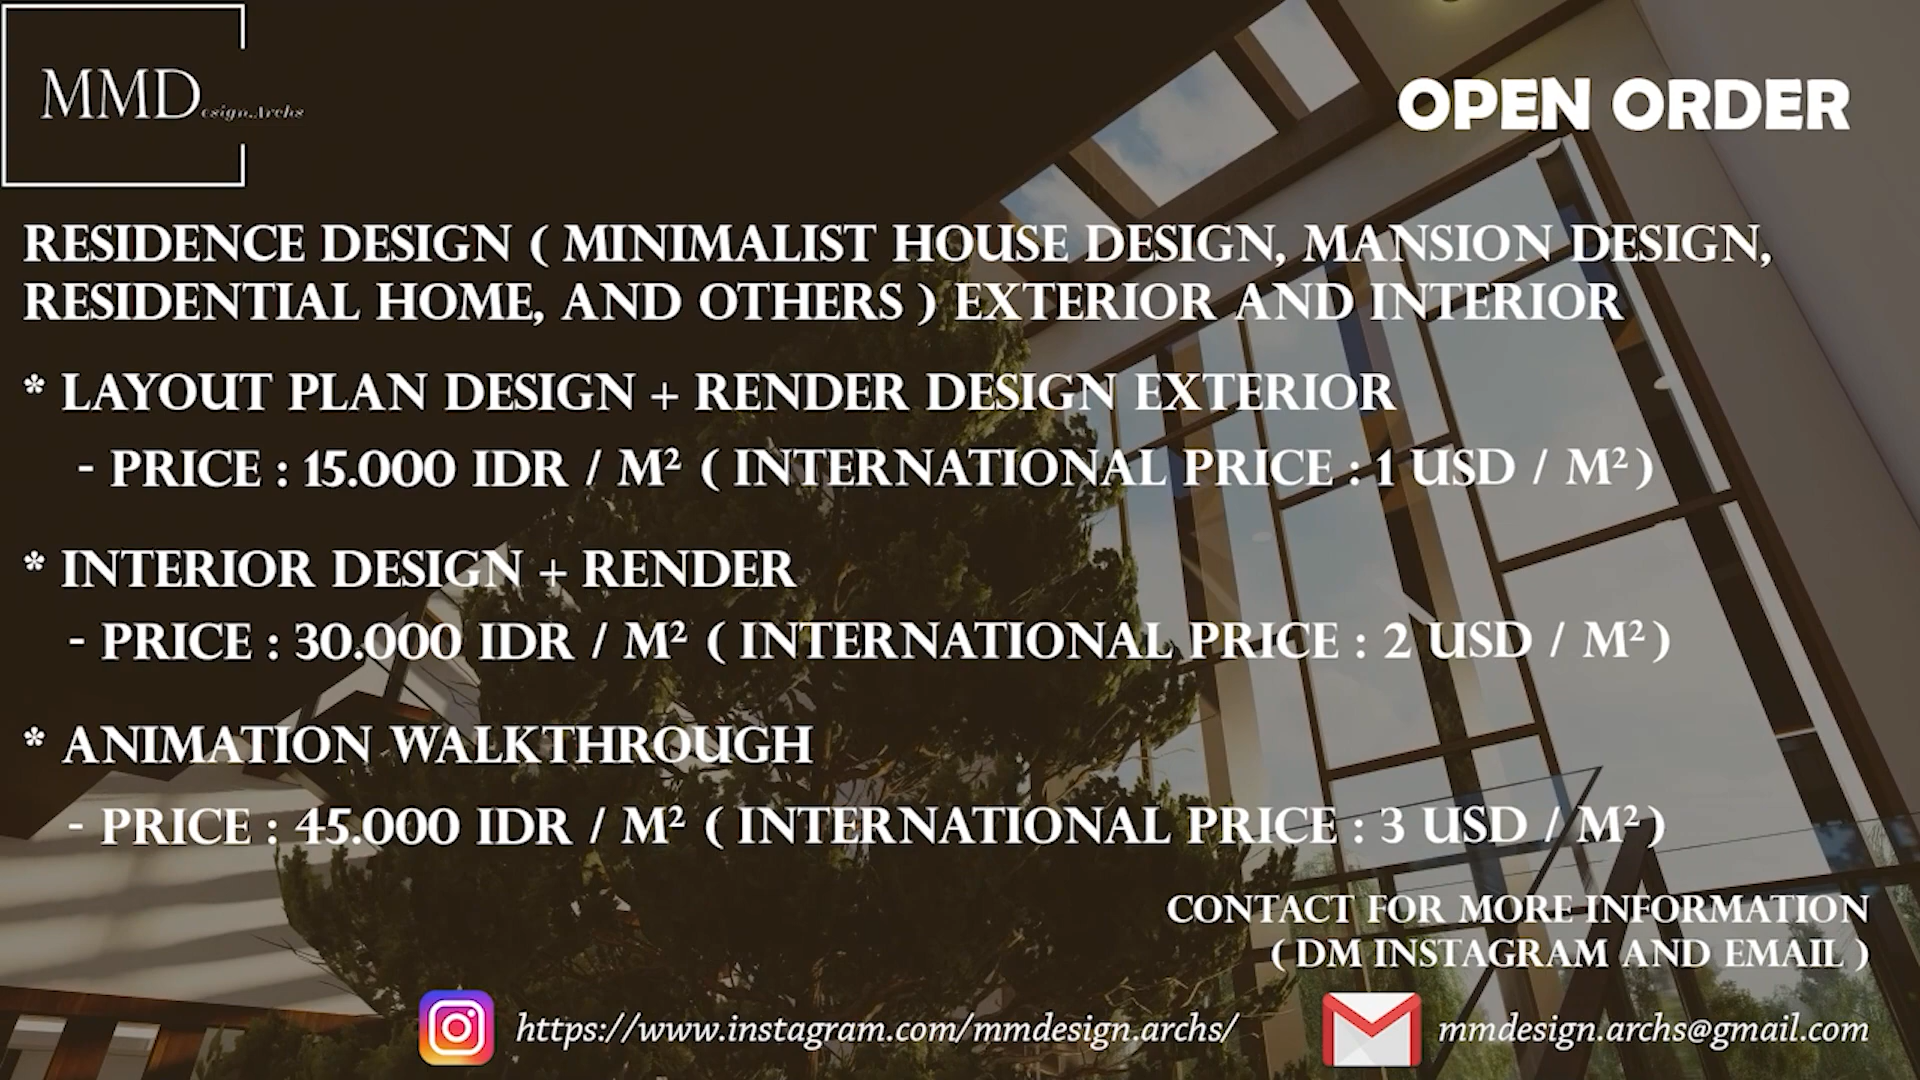 MMDesign.Archs
OPEN ORDER
RESIDENCE DESIGN ( MINIMALIST HOUSE DESIGN, MANSION DESIGN,
RESIDENTIAL HOME, AND OTHERS ) EXTERIOR AND INTERIOR
* LAYOUT PLAN DESIGN + RENDER DESIGN EXTERIOR
- PRICE : 15.000 IDR / M² ( INTERNATIONAL PRICE : 1 USD / M² )
* INTERIOR DESIGN + RENDER
- PRICE : 30.000 IDR / M² ( INTERNATIONAL PRICE : 2 USD / M² )
* ANIMATION WALKTHROUGH
- PRICE : 45.000 IDR / M² ( INTERNATIONAL PRICE : 3 USD / M² )
CONTACT FOR MORE INFORMATION
( DM INSTAGRAM AND EMAIL )
https://www.instagram.com/mmdesign.archs/
mmdesign.archs@gmail.com